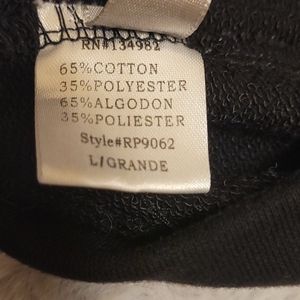 RN#134982
65%COTTON
35%POLYESTER
65%ALGODON
35%POLIESTER
Style#RP9062
L/GRANDE